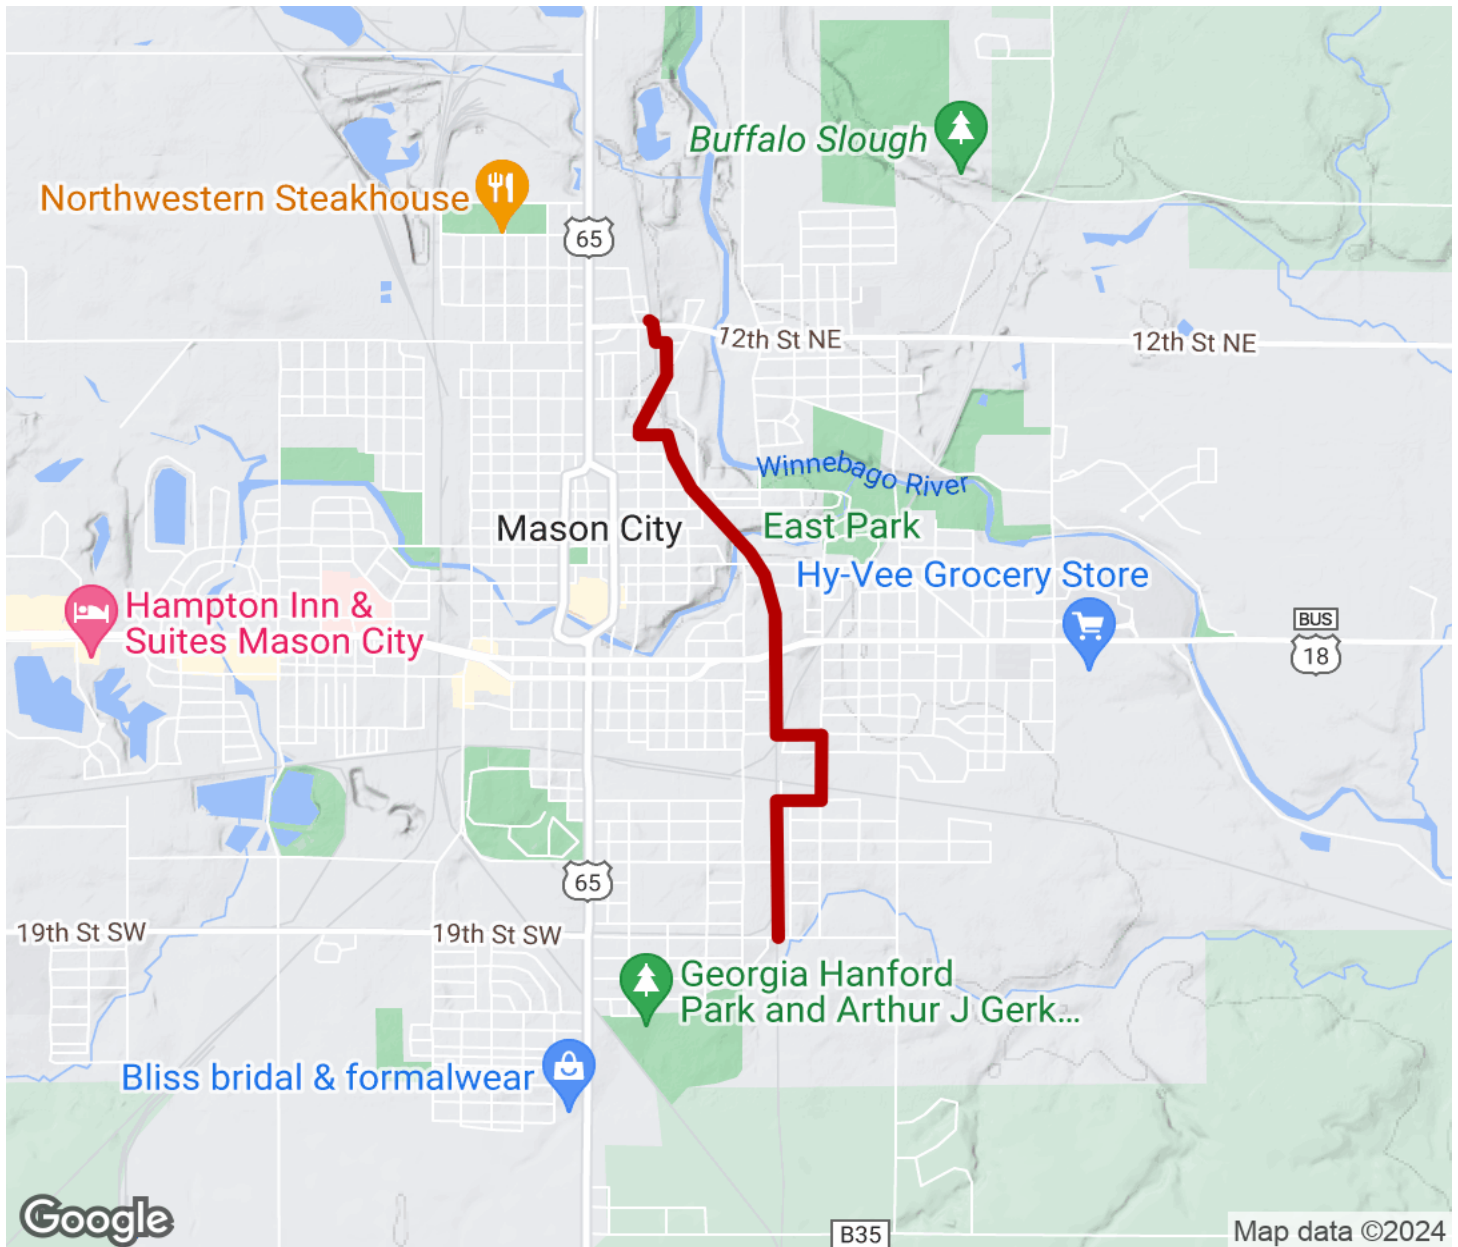 Buffalo Slough
Northwestern Steakhouse
65
12th St NE
12th St NE
Winnebago River
Mason City
East Park
Hy-Vee Grocery Store
Hampton Inn &
Suites Mason City
BUS
18
65
19th St SW
19th St SW
Georgia Hanford
Park and Arthur J Gerk...
Bliss bridal & formalwear
Google
B35
Map data ©2024